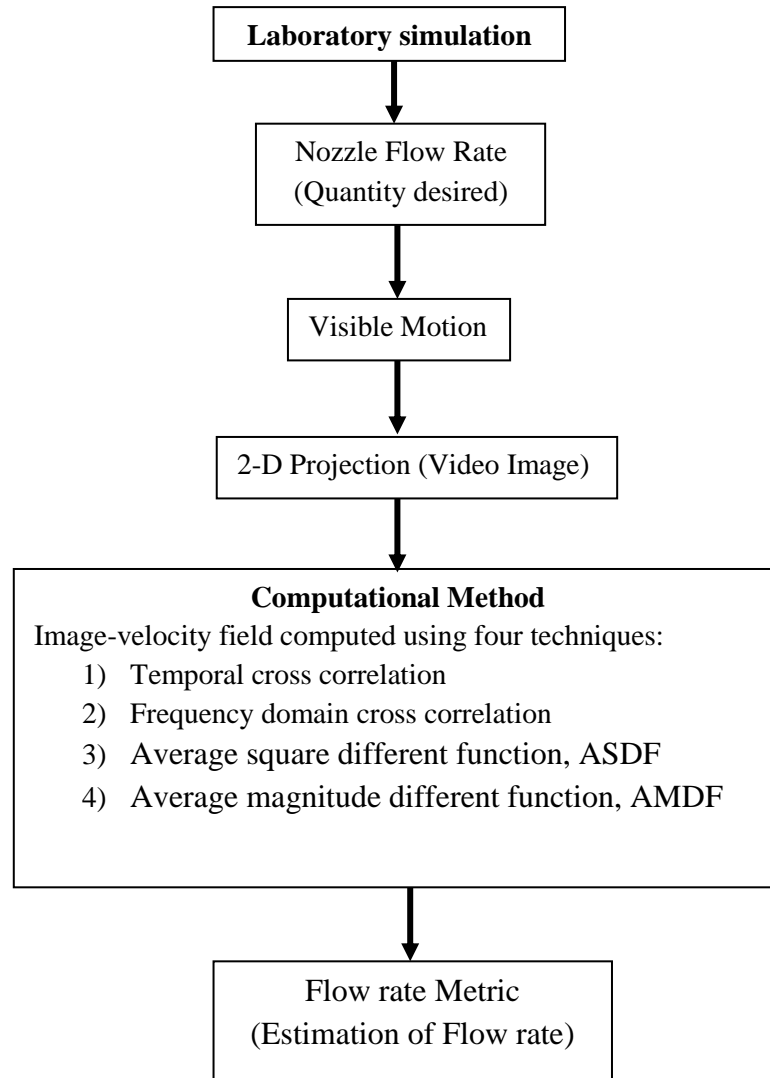 Laboratory simulation
Nozzle Flow Rate
(Quantity desired)
Visible Motion
2-D Projection (Video Image)
Computational Method
Image-velocity field computed using four techniques:
1) Temporal cross correlation
2) Frequency domain cross correlation
3) Average square different function, ASDF
4) Average magnitude different function, AMDF
Flow rate Metric
(Estimation of Flow rate)